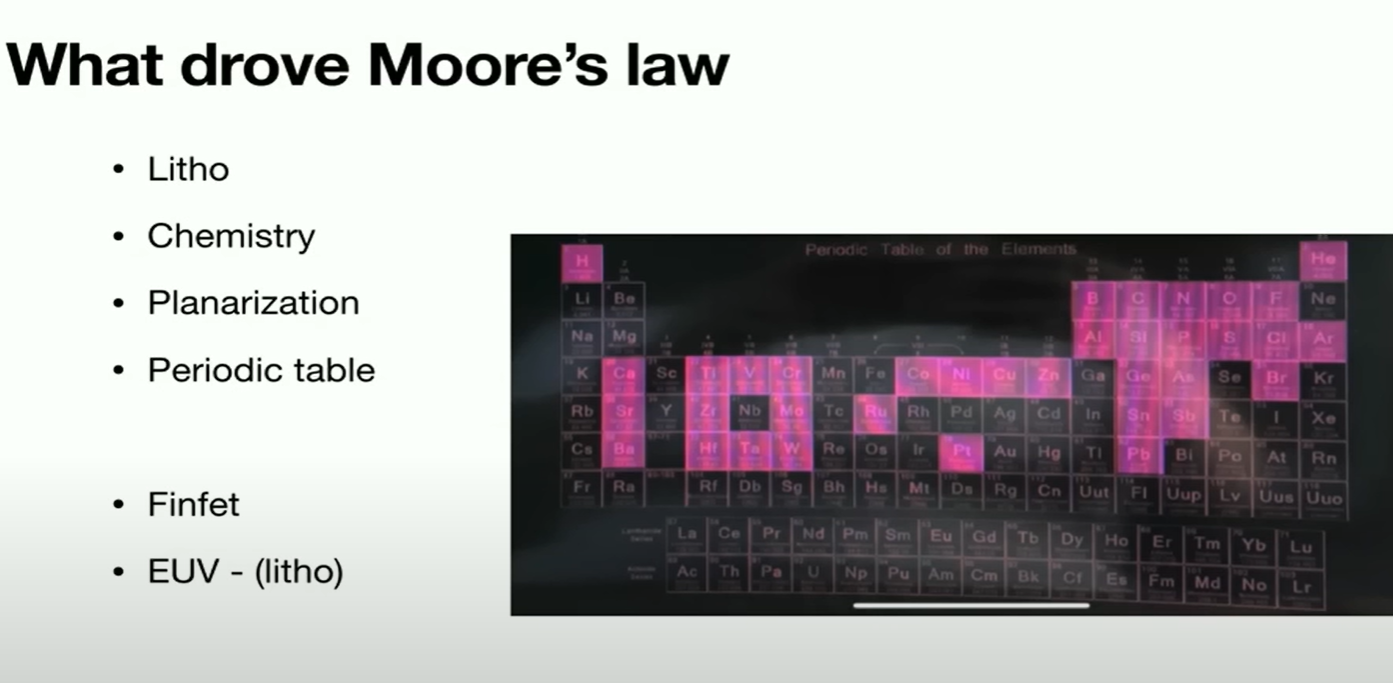 What drove Moore's law
• Litho
• Chemistry
• Planarization
• Periodic table
• Finfet
• EUV - (litho)
Periodic Table of the Elements
H He
Li Be B C N O F Ne
Na Mg Al Si P S Cl Ar
K Ca Sc Ti V Cr Mn Fe Co Ni Cu Zn Ga Ge As Se Br Kr
Rb Sr Y Zr Nb Mo Tc Ru Rh Pd Ag Cd In Sn Sb Te I Xe
Cs Ba Hf Ta W Re Os Ir Pt Au Hg Tl Pb Bi Po At Rn
Fr Ra Rf Db Sg Bh Hs Mt Ds Rg Cn Uut Fl Uup Lv Uus Uuo
La Ce Pr Nd Pm Sm Eu Gd Tb Dy Ho Er Tm Yb Lu
Ac Th Pa U Np Pu Am Cm Bk Cf Es Fm Md No Lr